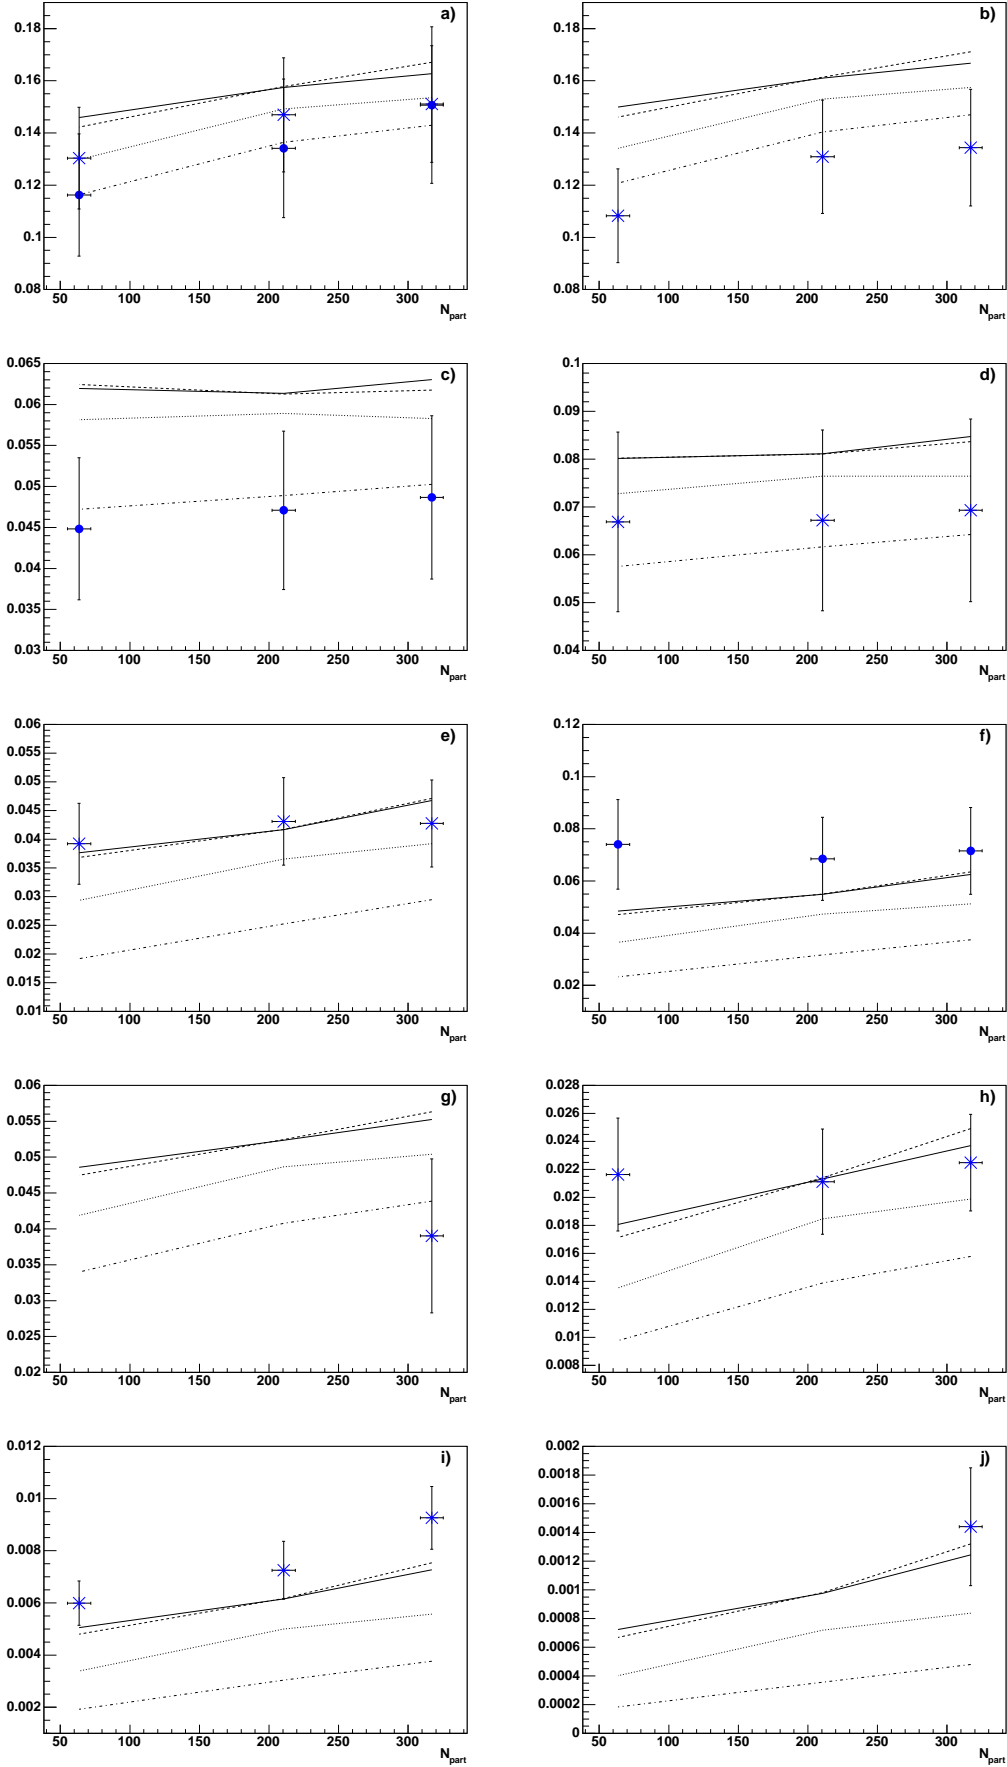 a)
0.18
0.16
0.14
0.12
0.1
0.08
50 100 150 200 250 300
N_part
b)
0.18
0.16
0.14
0.12
0.1
0.08
50 100 150 200 250 300
N_part
c)
0.065
0.06
0.055
0.05
0.045
0.04
0.035
0.03
50 100 150 200 250 300
N_part
d)
0.1
0.09
0.08
0.07
0.06
0.05
0.04
50 100 150 200 250 300
N_part
e)
0.06
0.055
0.05
0.045
0.04
0.035
0.03
0.025
0.02
0.015
0.01
50 100 150 200 250 300
N_part
f)
0.12
0.1
0.08
0.06
0.04
0.02
50 100 150 200 250 300
N_part
g)
0.06
0.055
0.05
0.045
0.04
0.035
0.03
0.025
0.02
50 100 150 200 250 300
N_part
h)
0.028
0.026
0.024
0.022
0.02
0.018
0.016
0.014
0.012
0.01
0.008
50 100 150 200 250 300
N_part
i)
0.012
0.01
0.008
0.006
0.004
0.002
50 100 150 200 250 300
N_part
j)
0.002
0.0018
0.0016
0.0014
0.0012
0.001
0.0008
0.0006
0.0004
0.0002
0
50 100 150 200 250 300
N_part